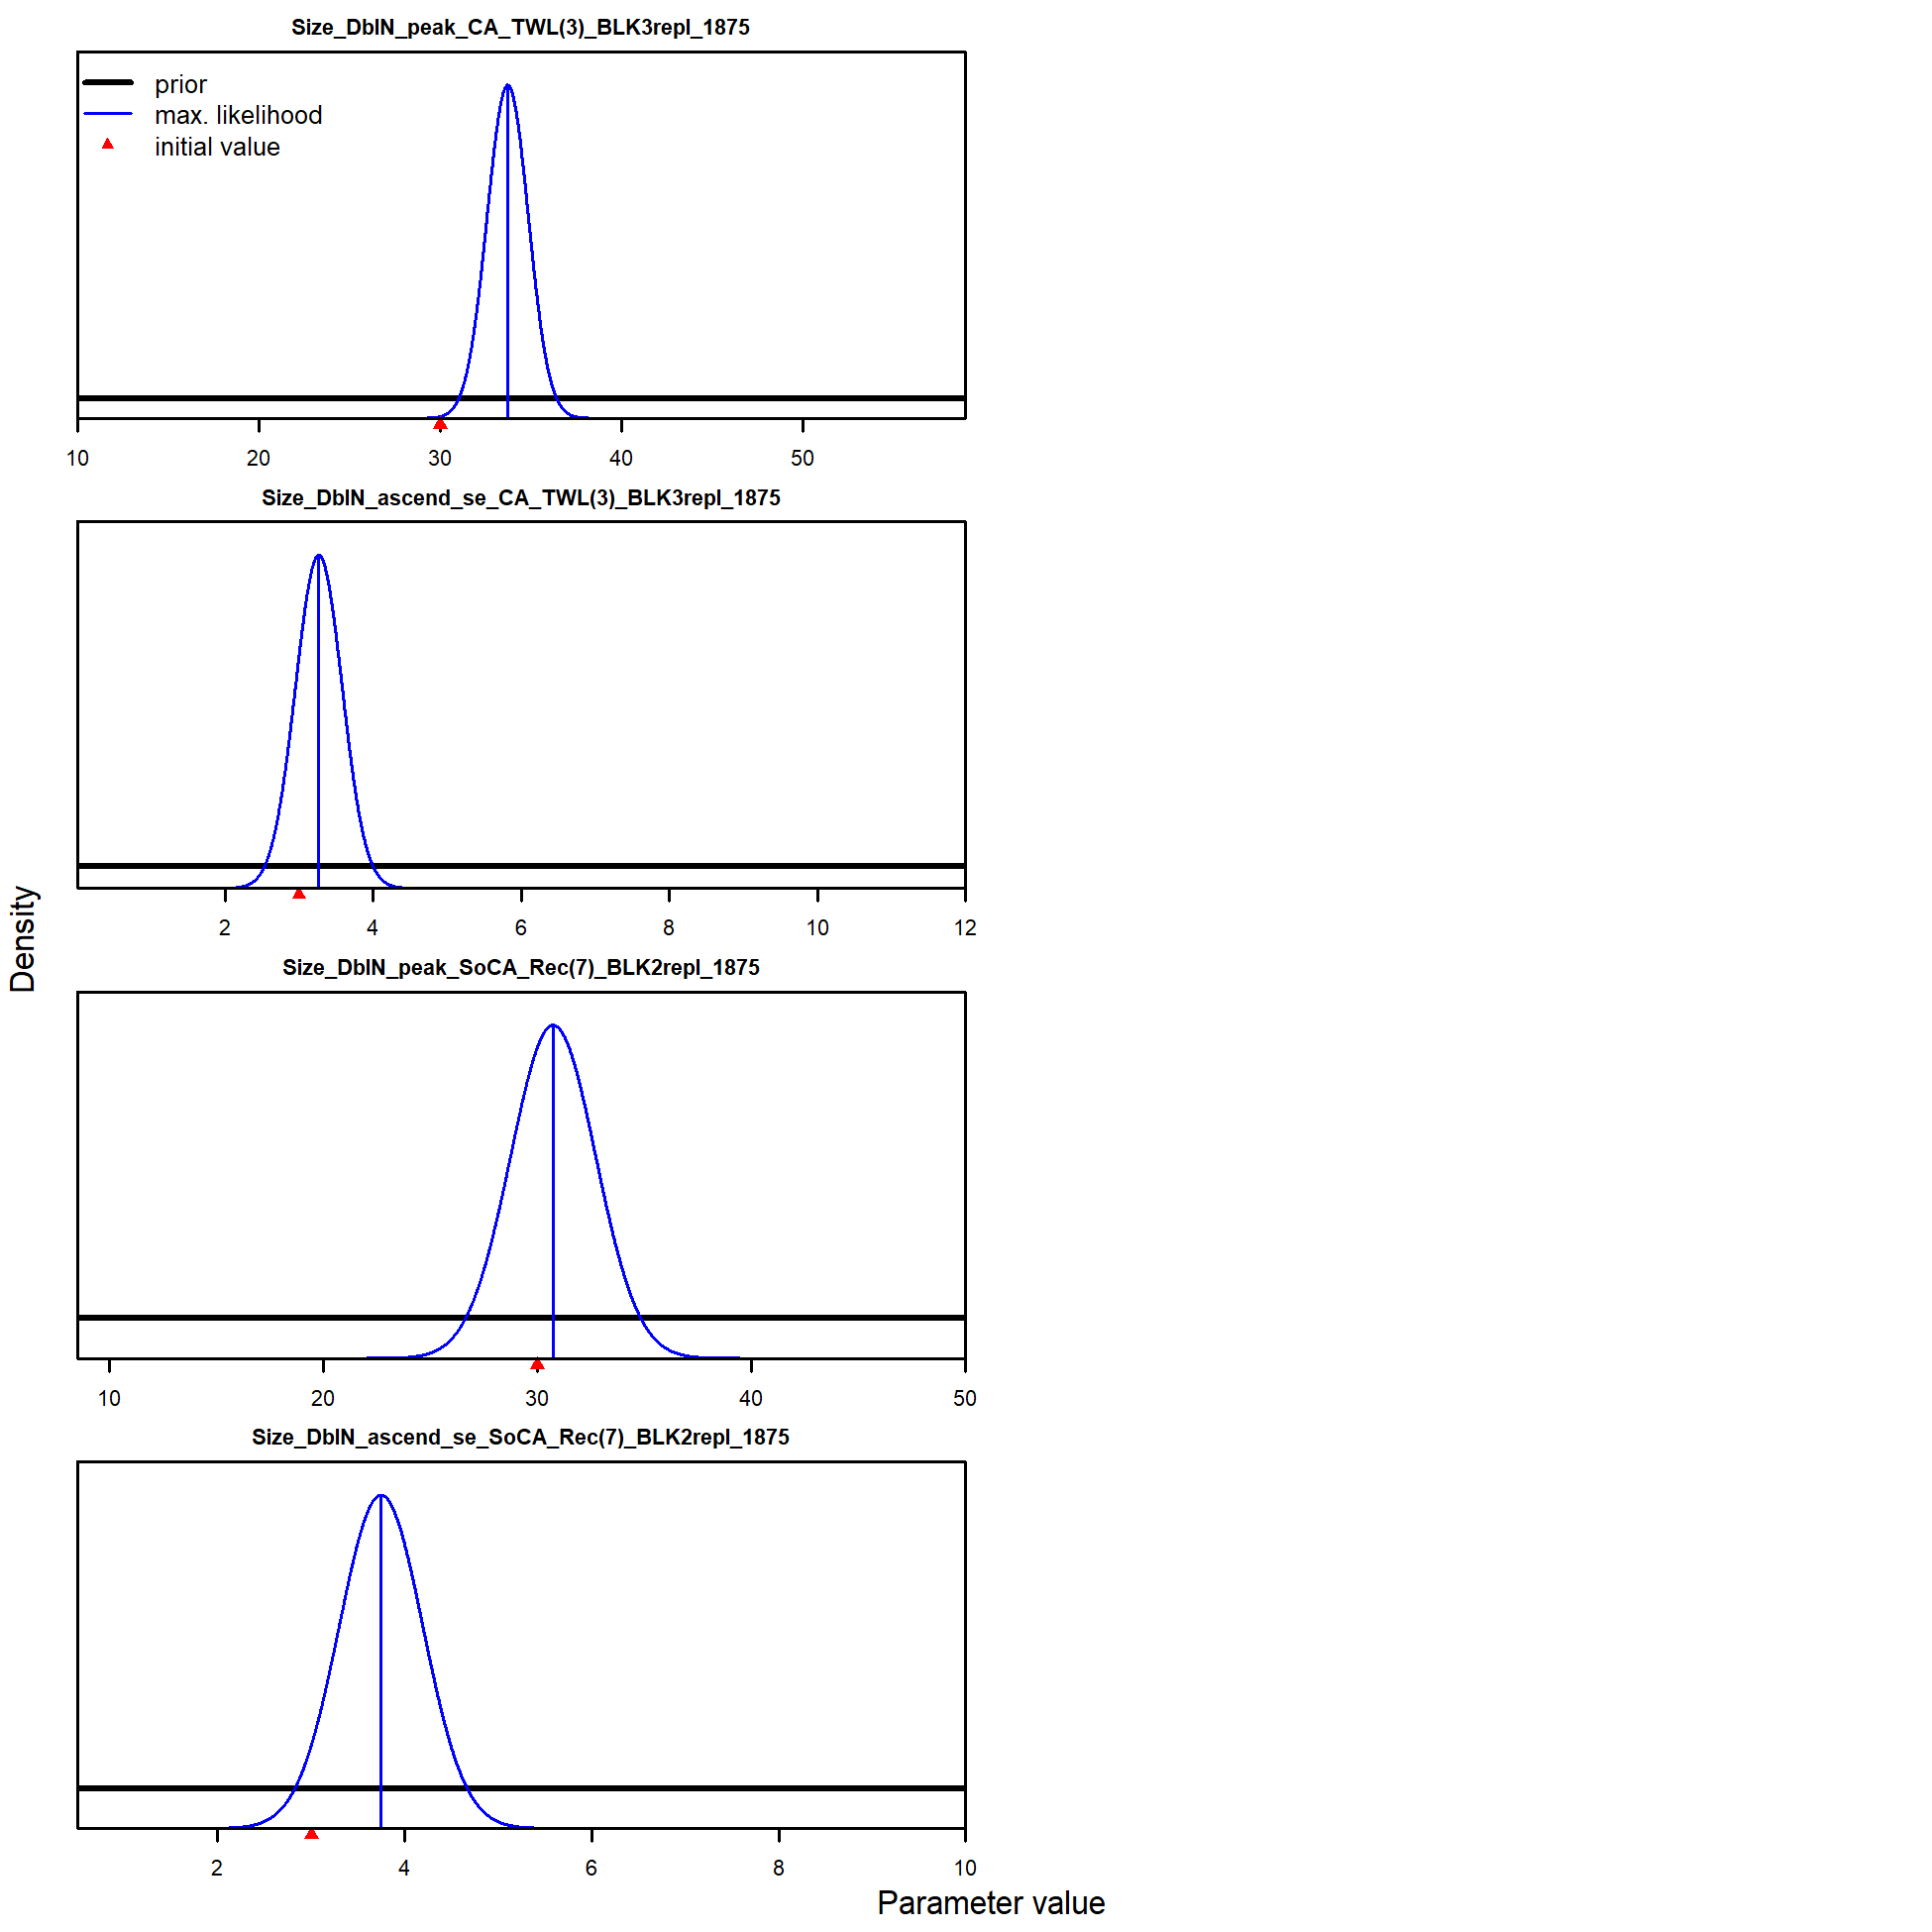 Size_DblN_peak_CA_TWL(3)_BLK3repl_1875
prior
max. likelihood
initial value
10 20 30 40 50
Size_DblN_ascend_se_CA_TWL(3)_BLK3repl_1875
2 4 6 8 10 12
Density
Size_DblN_peak_SoCA_Rec(7)_BLK2repl_1875
10 20 30 40 50
Size_DblN_ascend_se_SoCA_Rec(7)_BLK2repl_1875
2 4 6 8 10
Parameter value